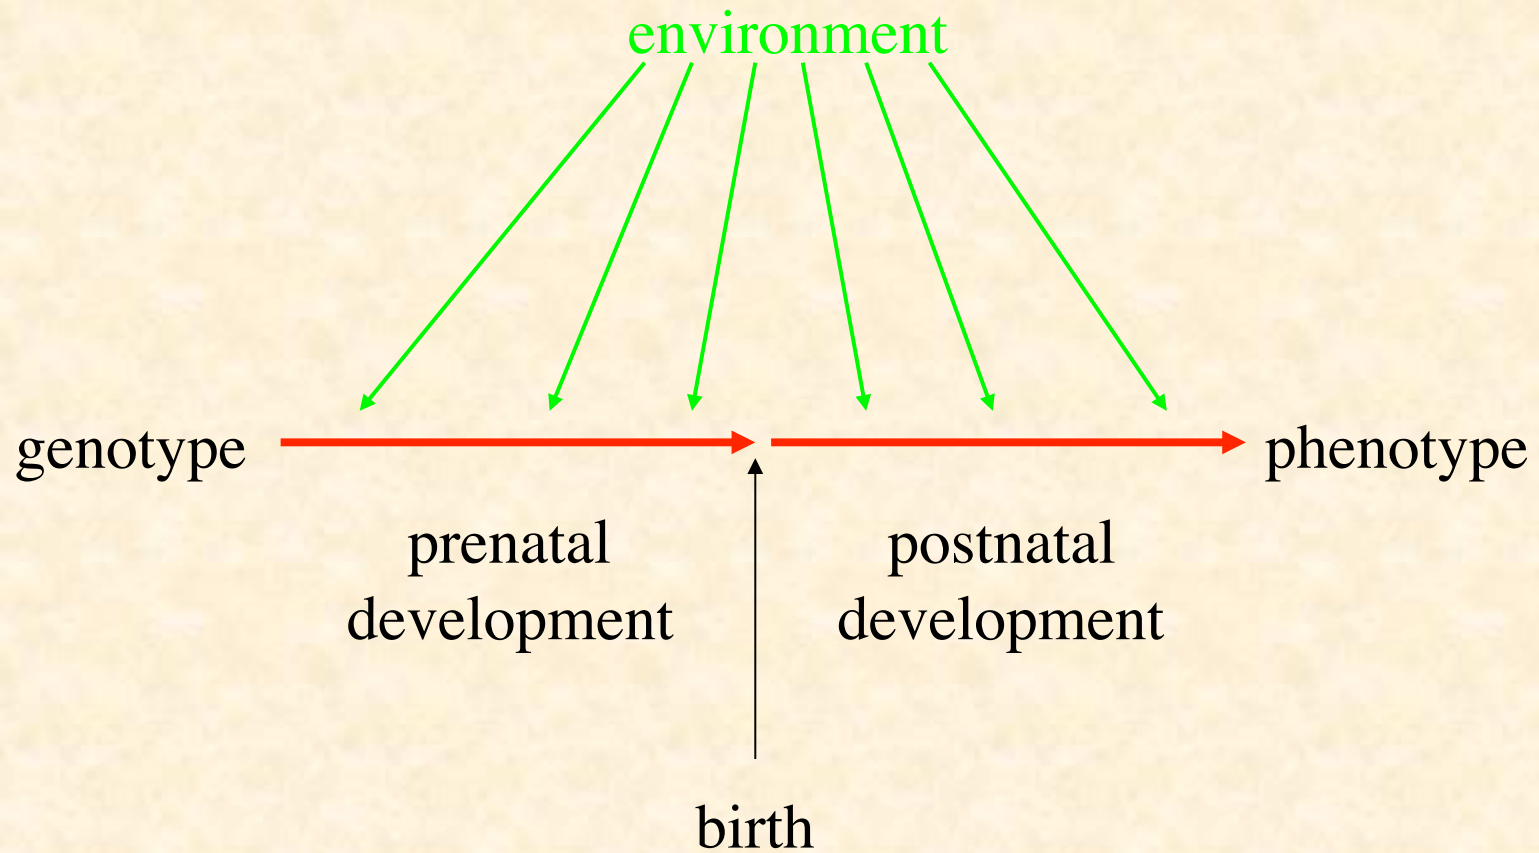 environment
genotype
phenotype
prenatal
development
postnatal
development
birth